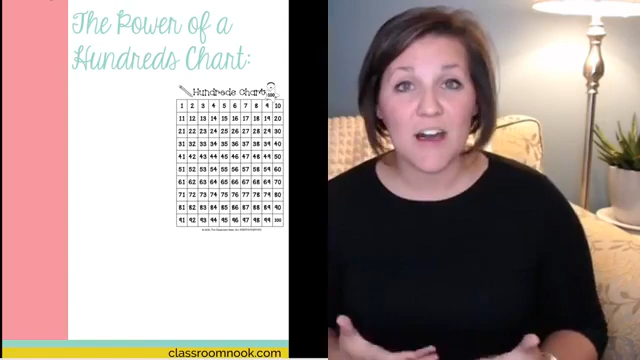 The Power of a
Hundreds Chart:
Hundreds Chart
1 2 3 4 5 6 7 8 9 10
11 12 13 14 15 16 17 18 19 20
21 22 23 24 25 26 27 28 29 30
31 32 33 34 35 36 37 38 39 40
41 42 43 44 45 46 47 48 49 50
51 52 53 54 55 56 57 58 59 60
61 62 63 64 65 66 67 68 69 70
71 72 73 74 75 76 77 78 79 80
81 82 83 84 85 86 87 88 89 90
91 92 93 94 95 96 97 98 99 100
classroomnook.com